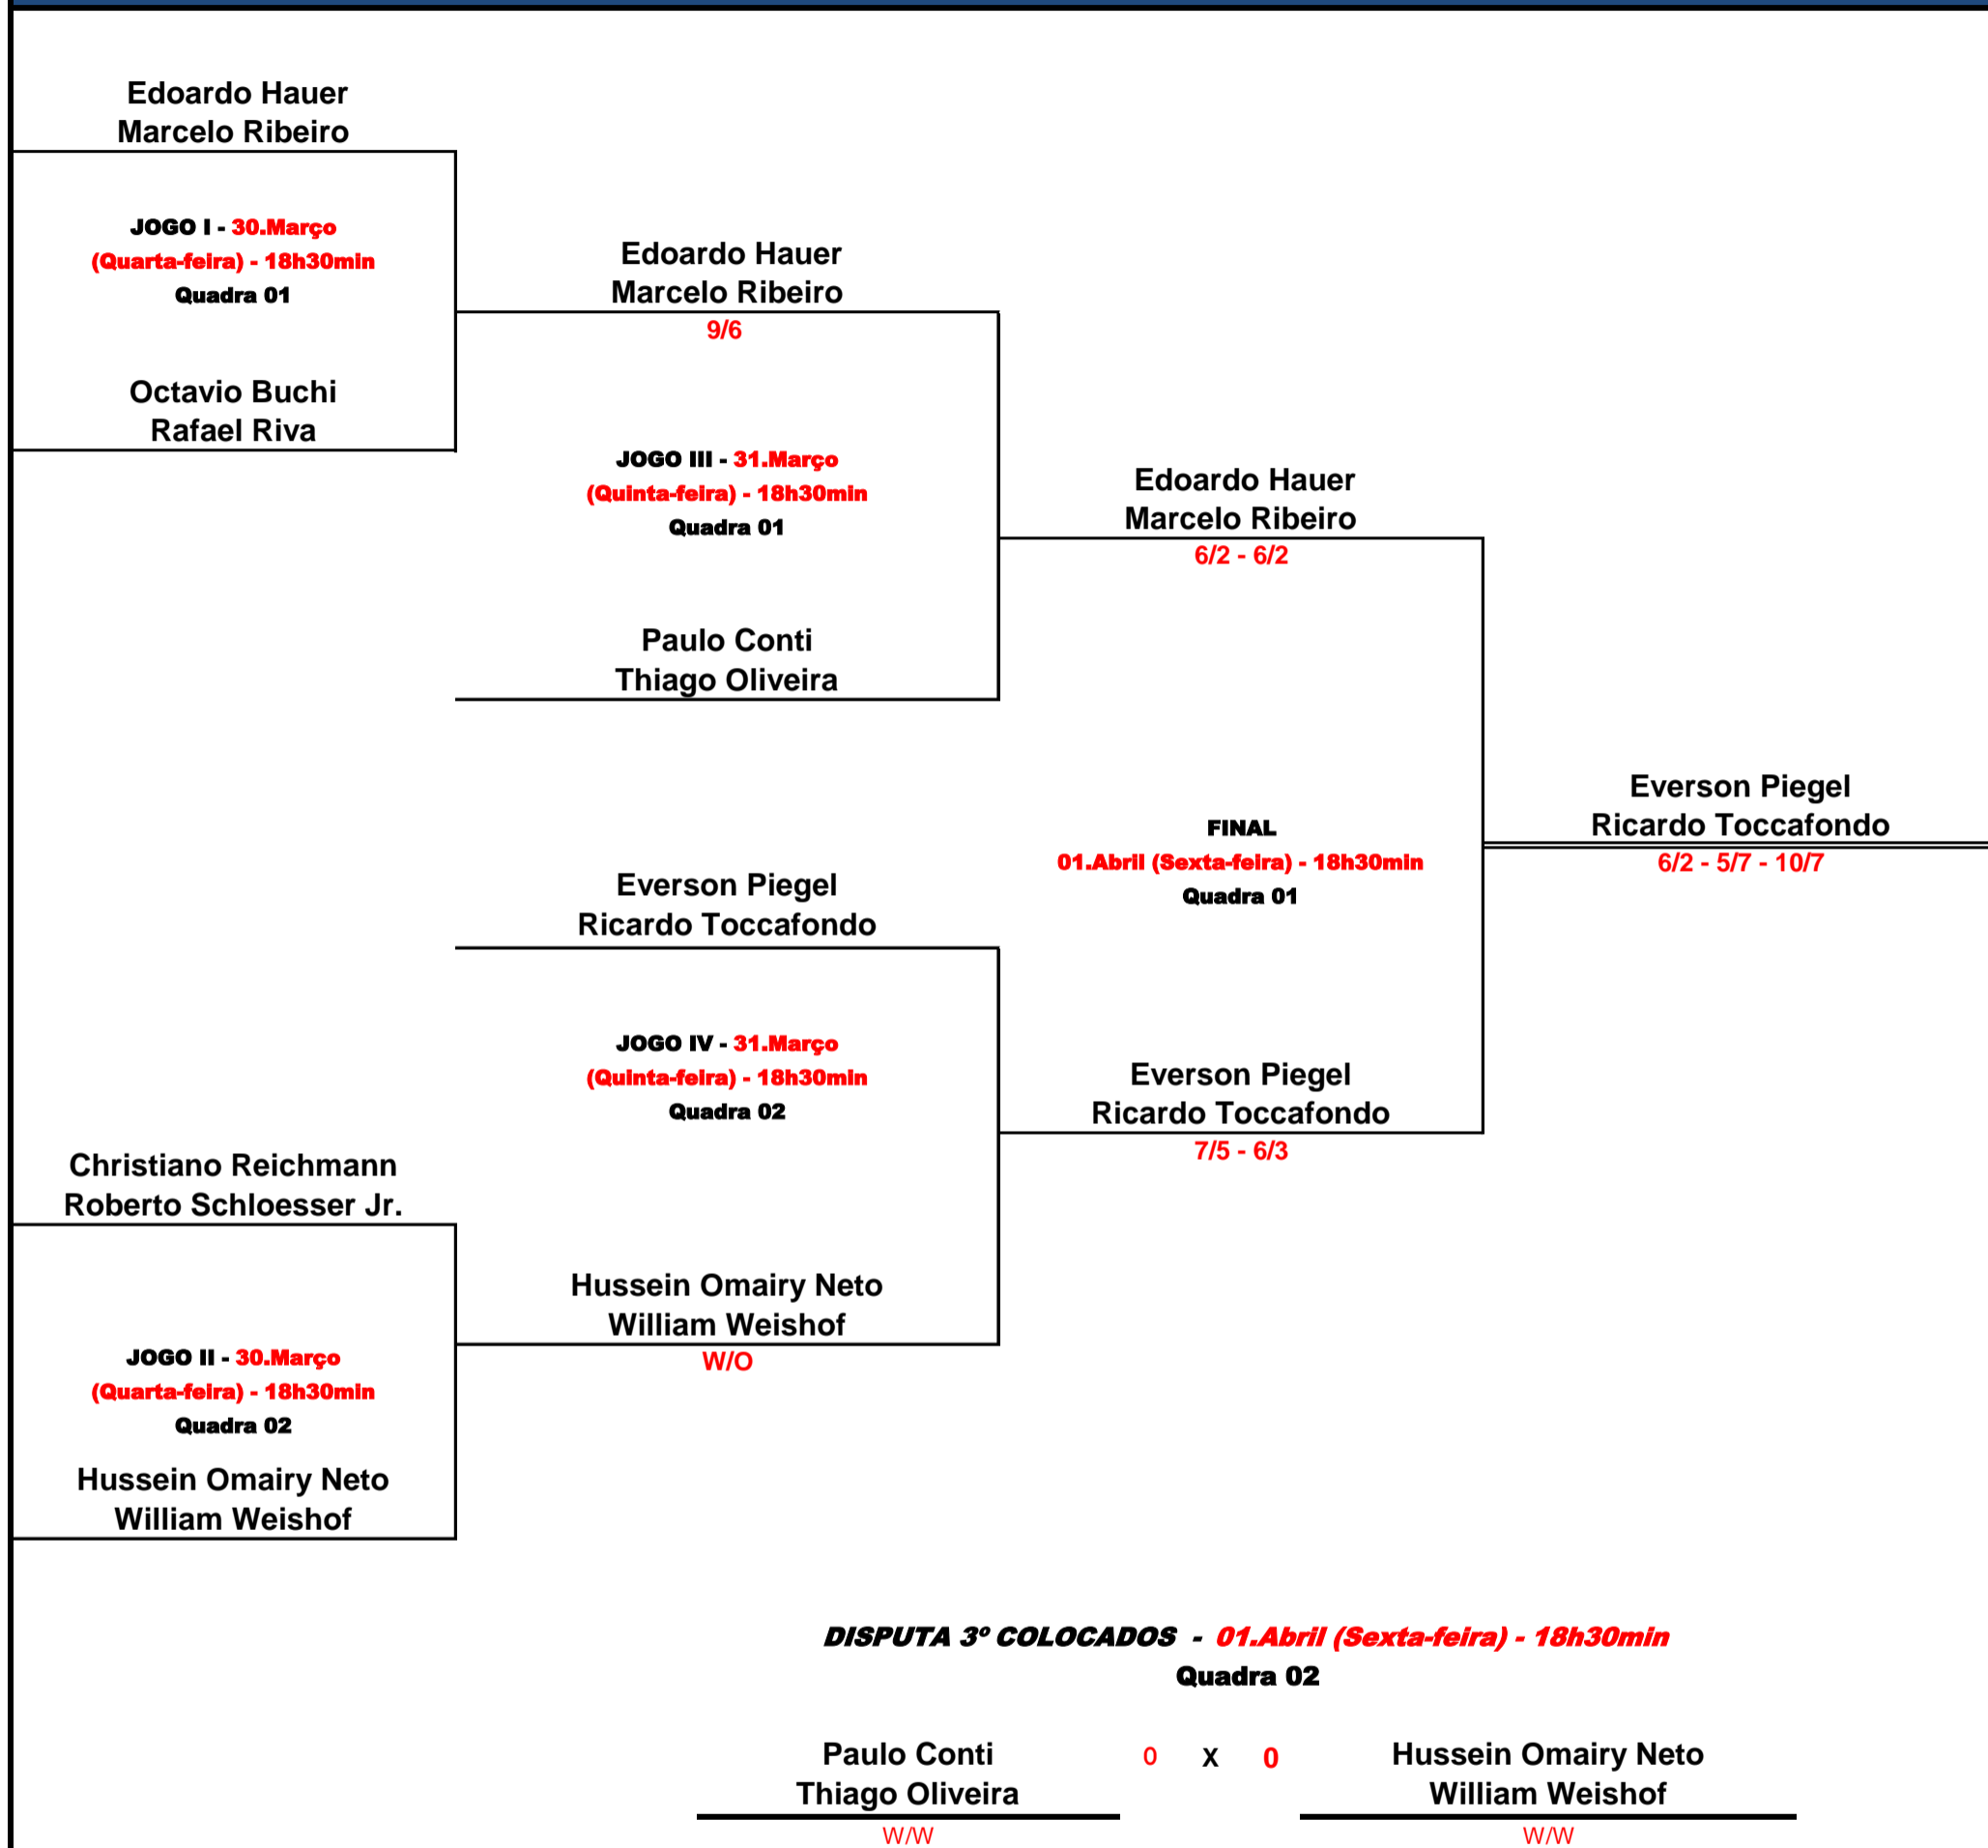 Edoardo Hauer
Marcelo Ribeiro
JOGO I - 30.Março
(Quarta-feira) - 18h30min
Quadra 01
Octavio Buchi
Rafael Riva
Edoardo Hauer
Marcelo Ribeiro
9/6
JOGO III - 31.Março
(Quinta-feira) - 18h30min
Quadra 01
Paulo Conti
Thiago Oliveira
Edoardo Hauer
Marcelo Ribeiro
6/2 - 6/2
FINAL
01.Abril (Sexta-feira) - 18h30min
Quadra 01
Everson Piegel
Ricardo Toccafondo
6/2 - 5/7 - 10/7
Everson Piegel
Ricardo Toccafondo
JOGO IV - 31.Março
(Quinta-feira) - 18h30min
Quadra 02
Everson Piegel
Ricardo Toccafondo
7/5 - 6/3
Christiano Reichmann
Roberto Schloesser Jr.
JOGO II - 30.Março
(Quarta-feira) - 18h30min
Quadra 02
Hussein Omairy Neto
William Weishof
Hussein Omairy Neto
William Weishof
W/O
DISPUTA 3º COLOCADOS - 01.Abril (Sexta-feira) - 18h30min
Quadra 02
Paulo Conti
Thiago Oliveira
W/W
0 X 0
Hussein Omairy Neto
William Weishof
W/W